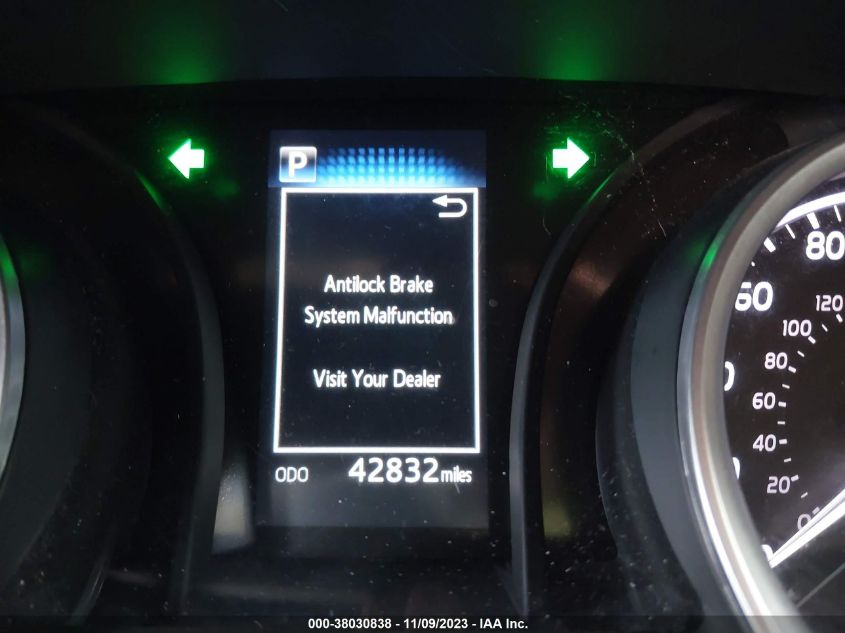 P
Antilock Brake
System Malfunction
Visit Your Dealer
ODO 42832 miles
80
60
120
100
80
60
40
20
0
000-38030838 - 11/09/2023 - IAA Inc.